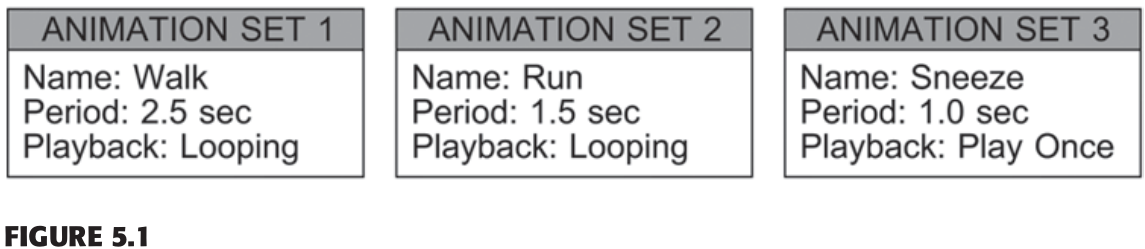 ANIMATION SET 1
Name: Walk
Period: 2.5 sec
Playback: Looping
ANIMATION SET 2
Name: Run
Period: 1.5 sec
Playback: Looping
ANIMATION SET 3
Name: Sneeze
Period: 1.0 sec
Playback: Play Once
FIGURE 5.1